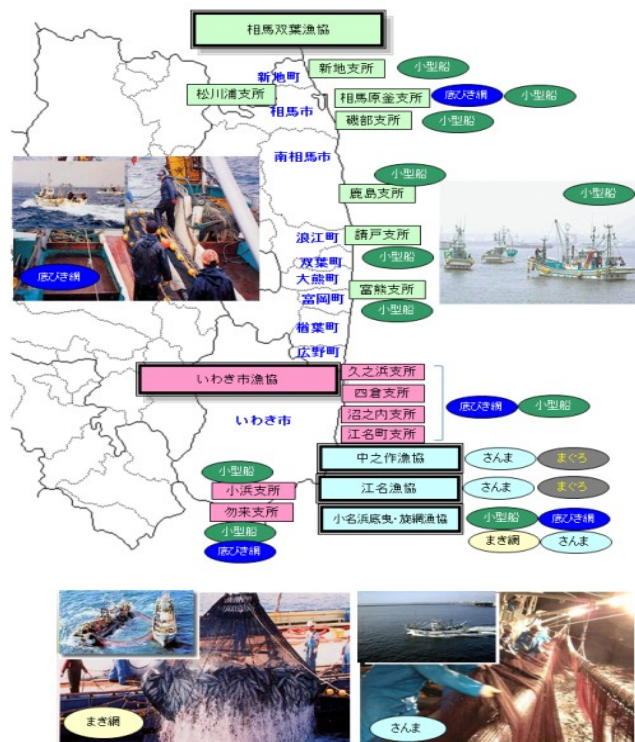 相馬双葉漁協
新地支所
小型船
新地町
松川浦支所
相馬原釜支所
底びき網
小型船
相馬市
磯部支所
小型船
南相馬市
小型船
鹿島支所
小型船
浪江町
請戸支所
小型船
双葉町
大熊町
底びき網
富岡町
富熊支所
小型船
楢葉町
広野町
いわき市漁協
久之浜支所
四倉支所
底びき網
小型船
沼之内支所
いわき市
江名町支所
中之作漁協
さんま
まぐろ
小型船
小浜支所
江名漁協
さんま
まぐろ
勿来支所
小名浜底曳・旋網漁協
小型船
底びき網
小型船
底びき網
まぎ網
さんま
まぎ網
さんま